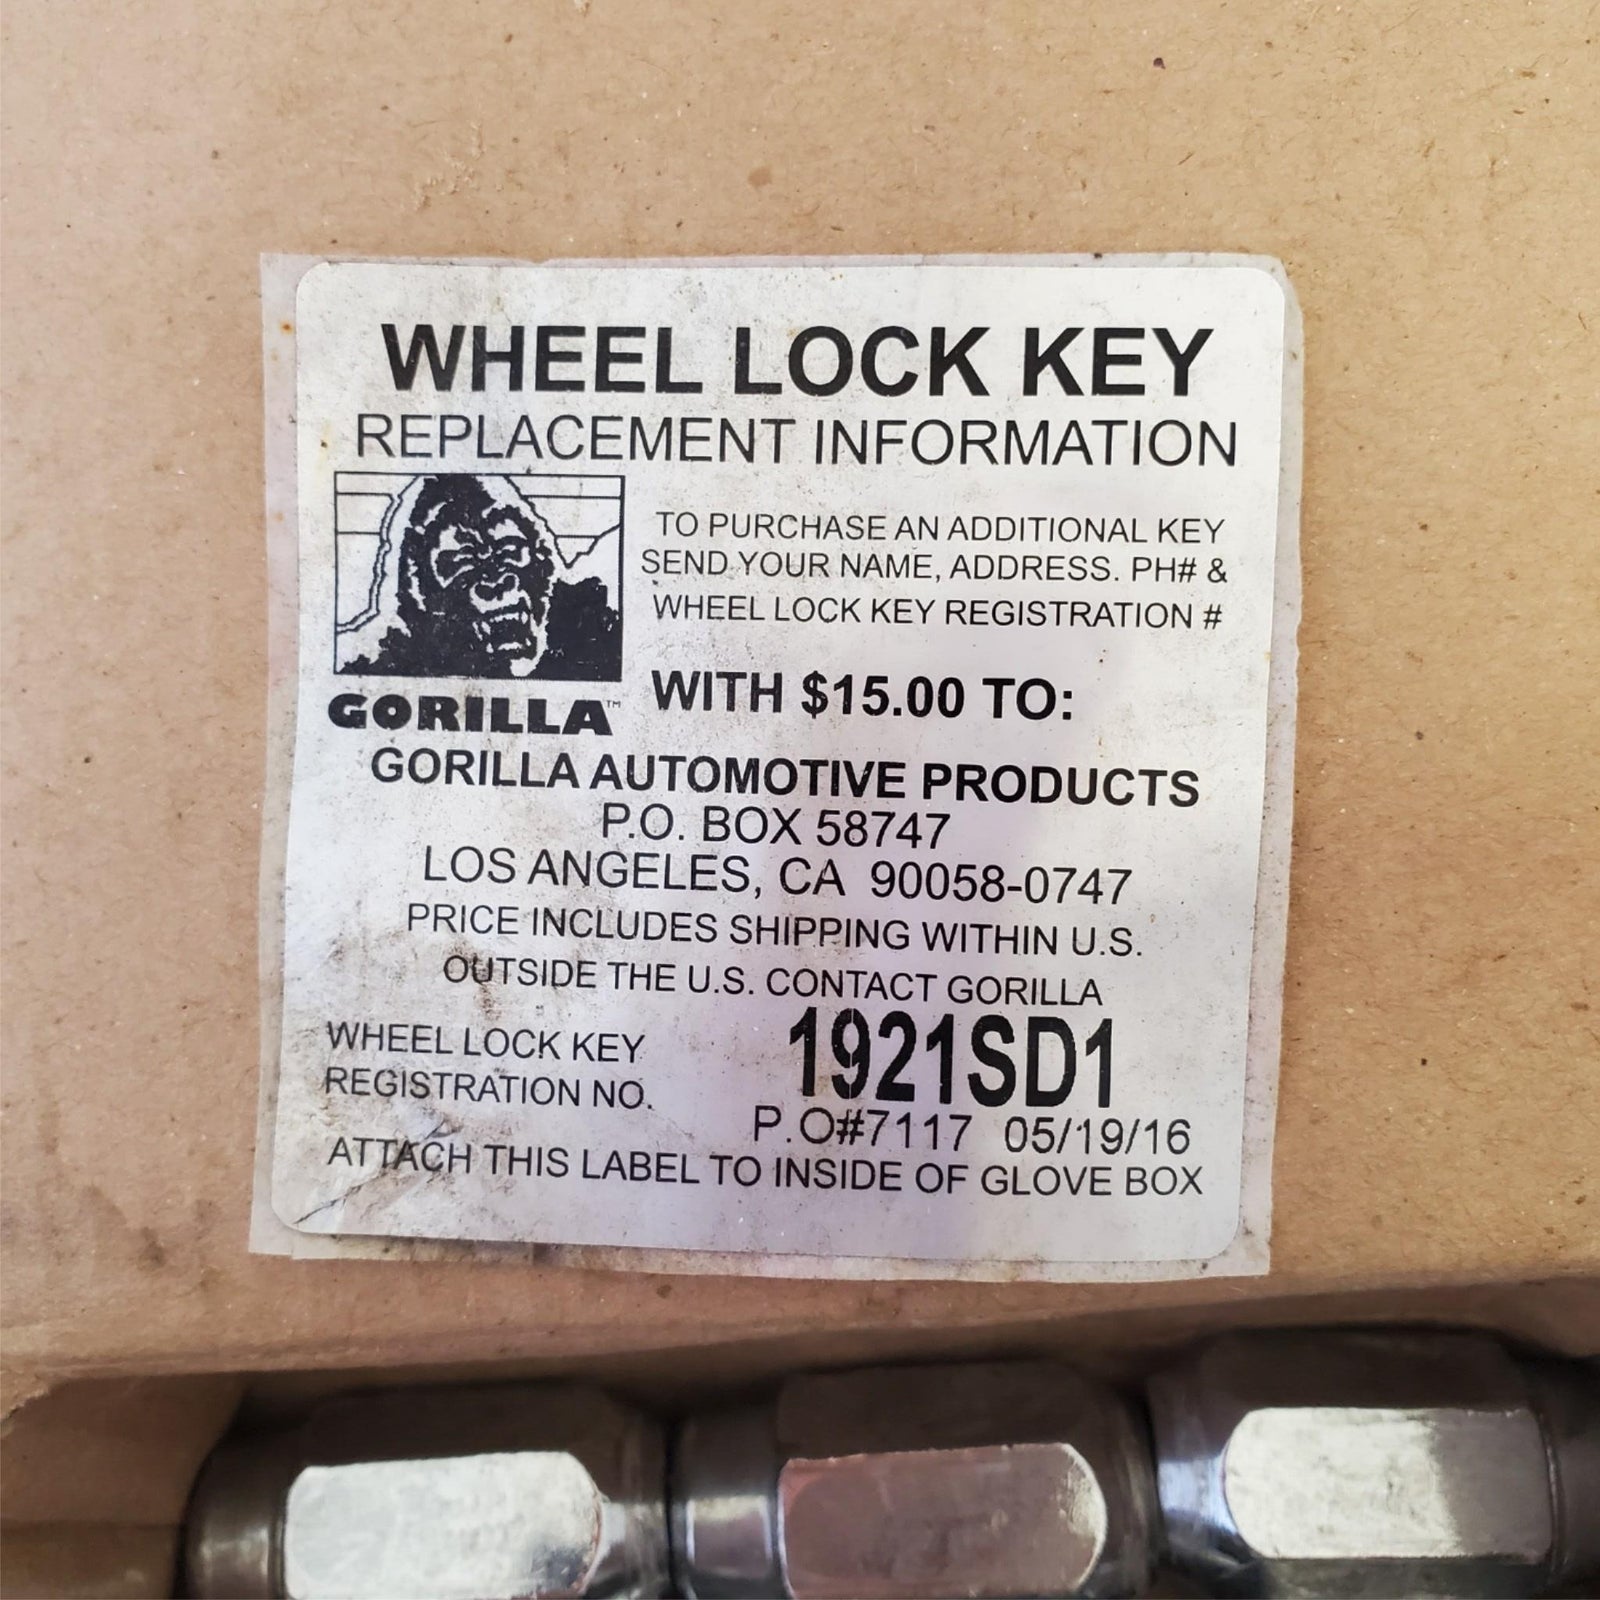 WHEEL LOCK KEY
REPLACEMENT INFORMATION
TO PURCHASE AN ADDITIONAL KEY
SEND YOUR NAME, ADDRESS. PH# &
WHEEL LOCK KEY REGISTRATION #
WITH $15.00 TO:
GORILLA™
GORILLA AUTOMOTIVE PRODUCTS
P.O. BOX 58747
LOS ANGELES, CA 90058-0747
PRICE INCLUDES SHIPPING WITHIN U.S.
OUTSIDE THE U.S. CONTACT GORILLA
WHEEL LOCK KEY
REGISTRATION NO.
1921SD1
P.O#7117 05/19/16
ATTACH THIS LABEL TO INSIDE OF GLOVE BOX